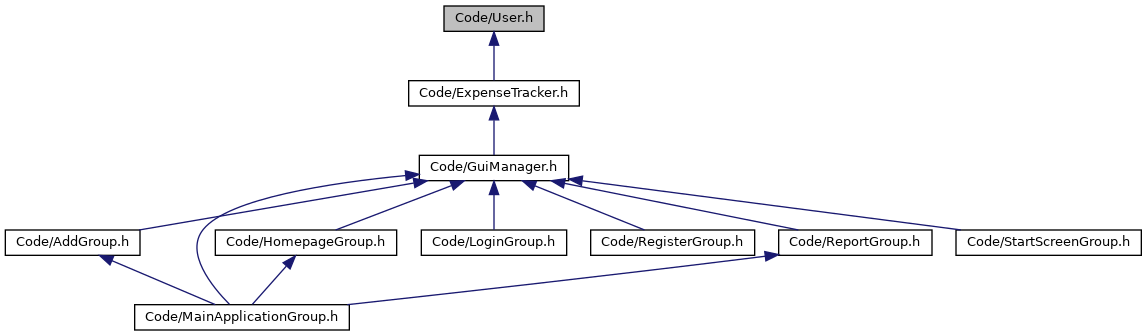 Code/User.h
Code/ExpenseTracker.h
Code/GuiManager.h
Code/AddGroup.h
Code/HomepageGroup.h
Code/LoginGroup.h
Code/RegisterGroup.h
Code/ReportGroup.h
Code/StartScreenGroup.h
Code/MainApplicationGroup.h